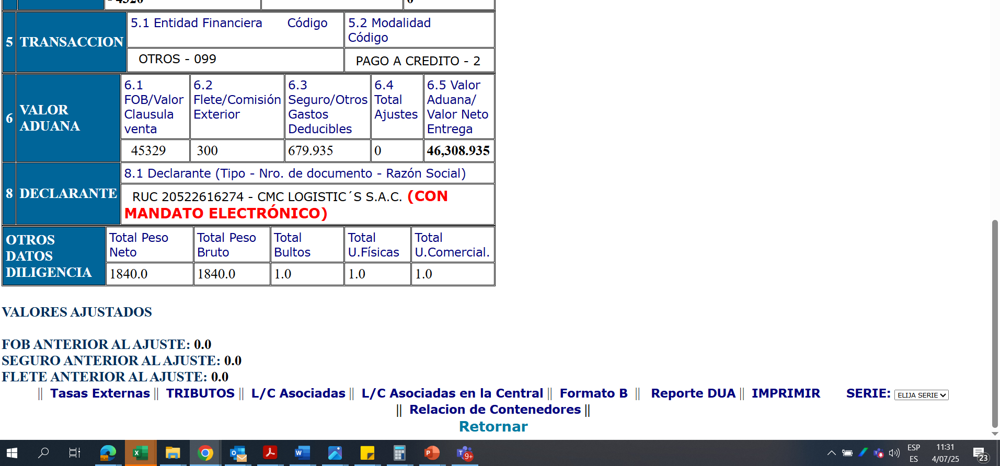 - 4320
0
5 TRANSACCION
5.1 Entidad Financiera Código
5.2 Modalidad
Código
OTROS - 099
PAGO A CREDITO - 2
6 VALOR
ADUANA
6.1
FOB/Valor
Clausula
venta
6.2
Flete/Comisión
Exterior
6.3
Seguro/Otros
Gastos
Deducibles
6.4
Total
Ajustes
6.5 Valor
Aduana/
Valor Neto
Entrega
45329
300
679.935
0
46,308.935
8 DECLARANTE
8.1 Declarante (Tipo - Nro. de documento - Razón Social)
RUC 20522616274 - CMC LOGISTIC´S S.A.C. (CON
MANDATO ELECTRÓNICO)
OTROS
DATOS
DILIGENCIA
Total Peso
Neto
Total Peso
Bruto
Total
Bultos
Total
U.Físicas
Total
U.Comercial.
1840.0
1840.0
1.0
1.0
1.0
VALORES AJUSTADOS
FOB ANTERIOR AL AJUSTE: 0.0
SEGURO ANTERIOR AL AJUSTE: 0.0
FLETE ANTERIOR AL AJUSTE: 0.0
|| Tasas Externas || TRIBUTOS || L/C Asociadas || L/C Asociadas en la Central || Formato B || Reporte DUA || IMPRIMIR SERIE: ELIJA SERIE
|| Relacion de Contenedores ||
Retornar
9+
ESP
ES
11:31
4/07/25
23